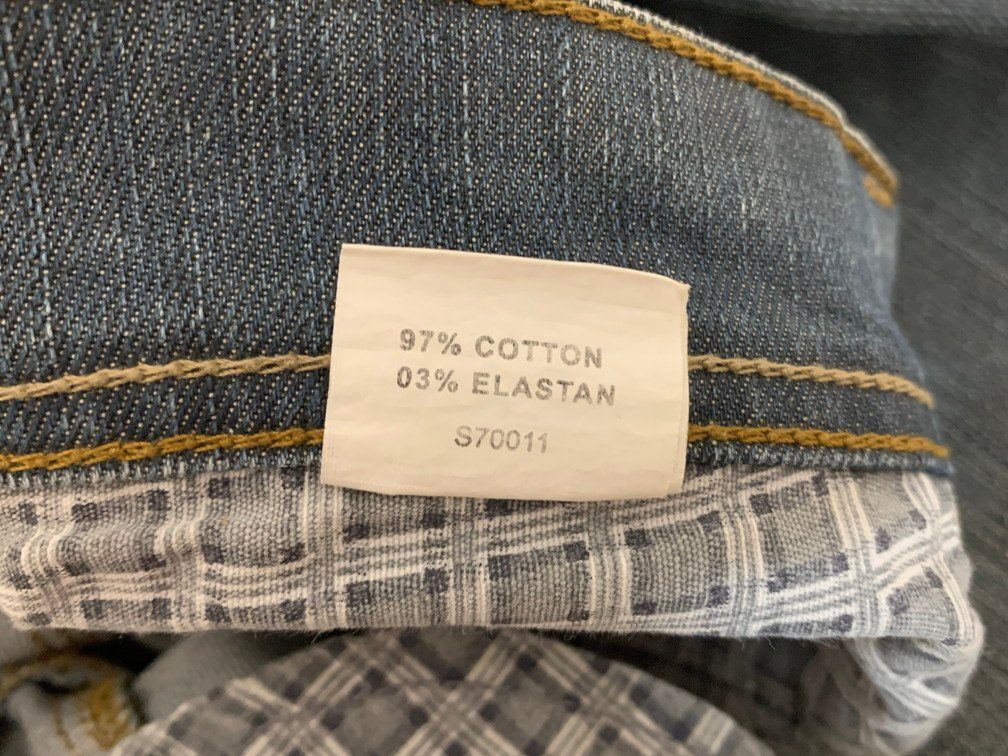 97% COTTON
03% ELASTAN
S70011